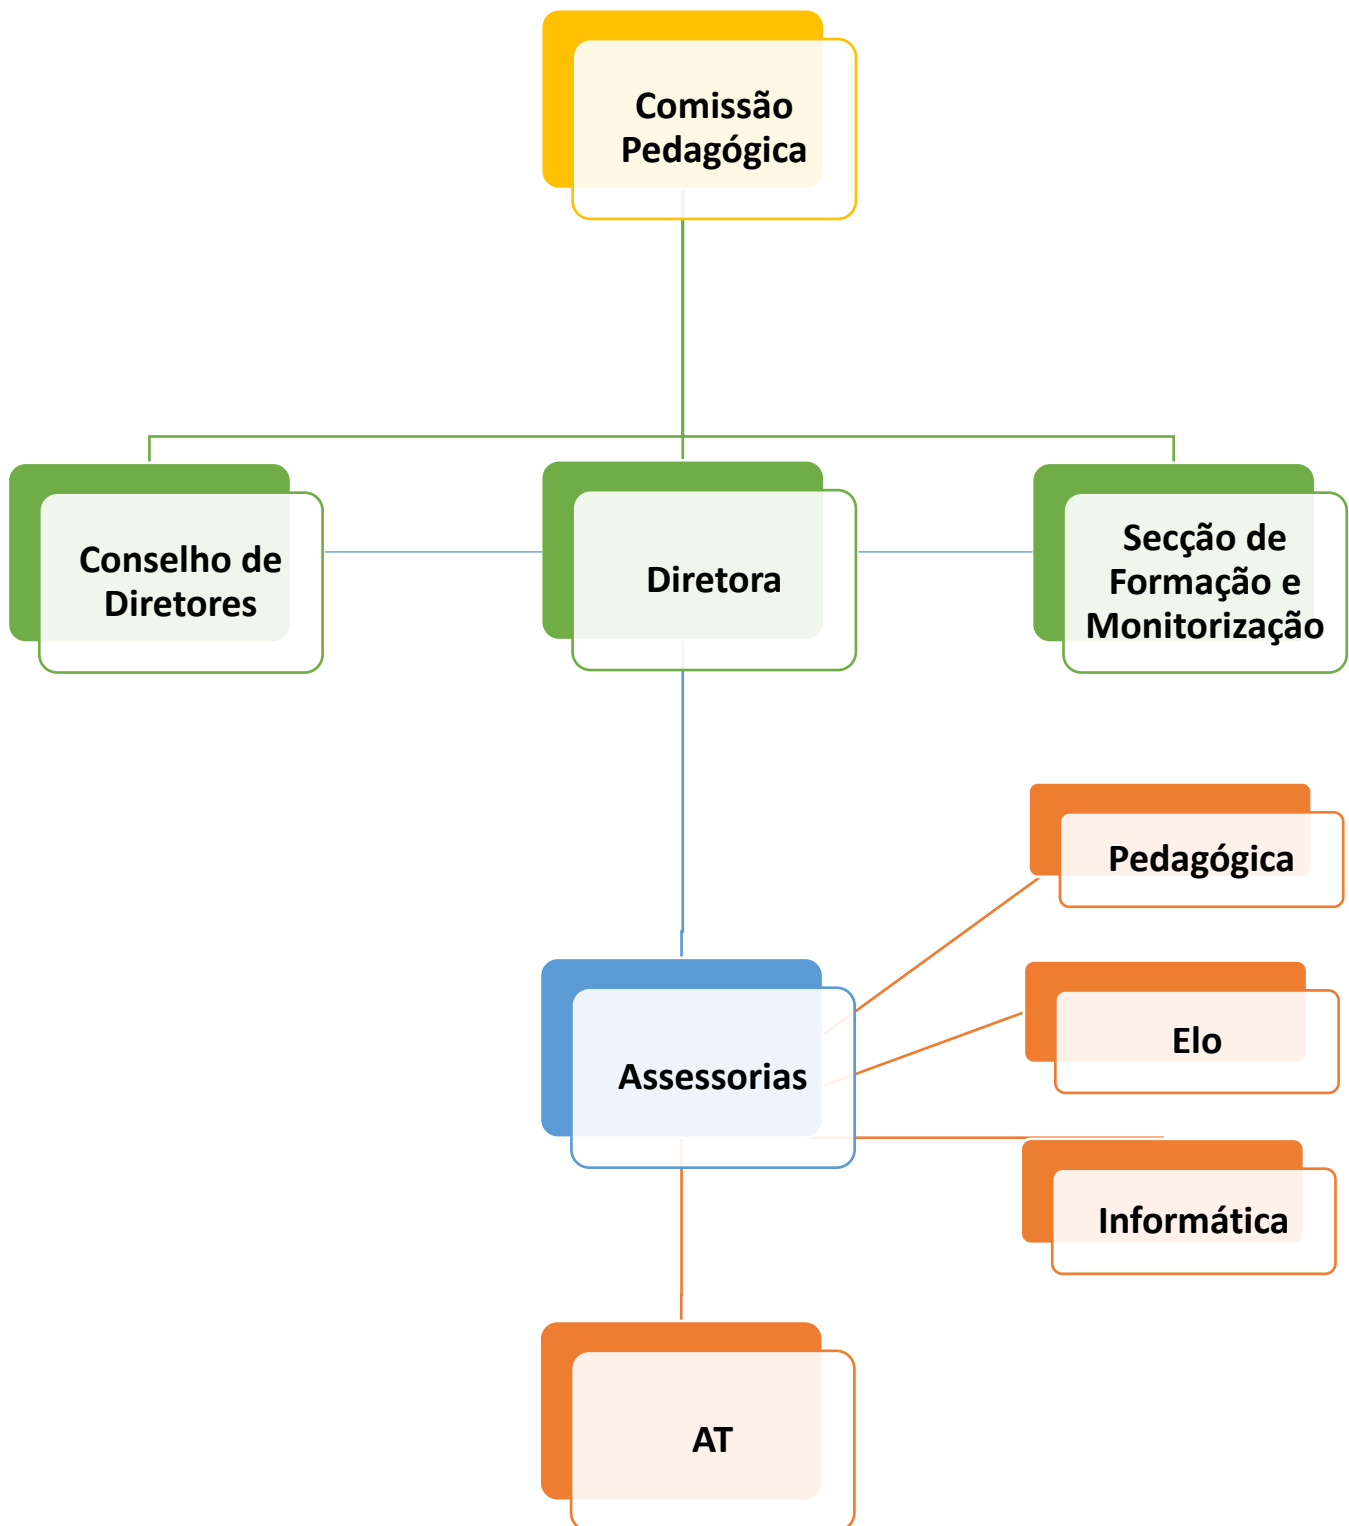 Comissão
Pedagógica
Conselho de
Diretores
Diretora
Secção de
Formação e
Monitorização
Pedagógica
Elo
Assessorias
Informática
AT